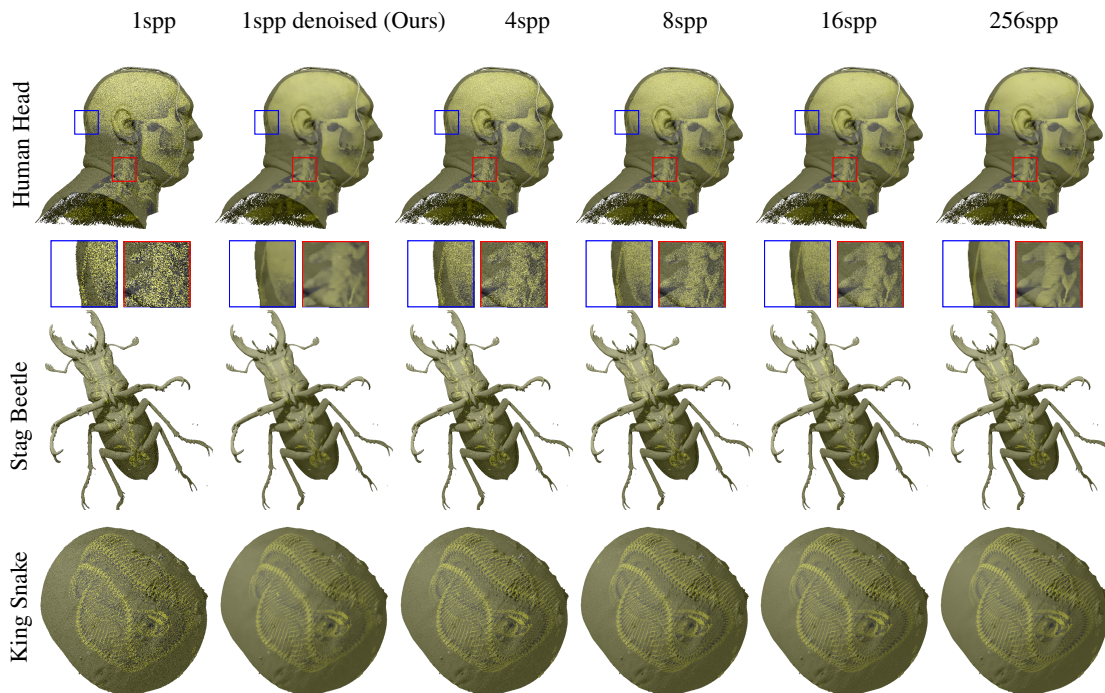 1spp 1spp denoised (Ours) 4spp 8spp 16spp 256spp
Human Head
Stag Beetle
King Snake